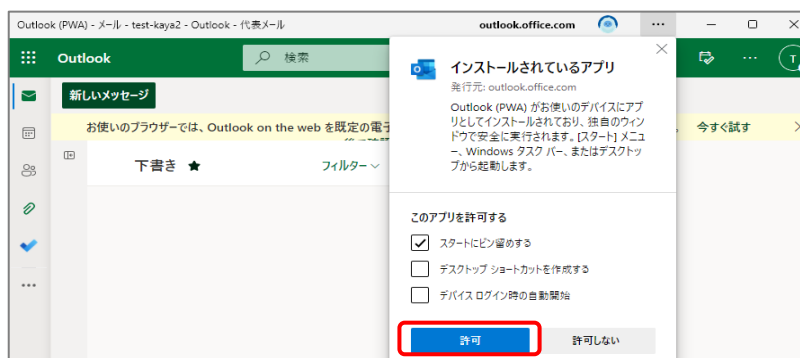 Outlook (PWA) - メール - test-kaya2 - Outlook - 代表メール
outlook.office.com
Outlook
検索
T
新しいメッセージ
お使いのブラウザーでは、Outlook on the web を既定の電子
今すぐ試す
下書き
フィルター
インストールされているアプリ
発行元: outlook.office.com
Outlook (PWA) がお使いのデバイスにアプ
リとしてインストールされており、独自のウィン
ドウで安全に実行されます。[スタート] メニュ
ー、Windows タスク バー、またはデスクトッ
プから起動します。
このアプリを許可する
スタートにピン留めする
デスクトップ ショートカットを作成する
デバイス ログイン時の自動開始
許可
許可しない